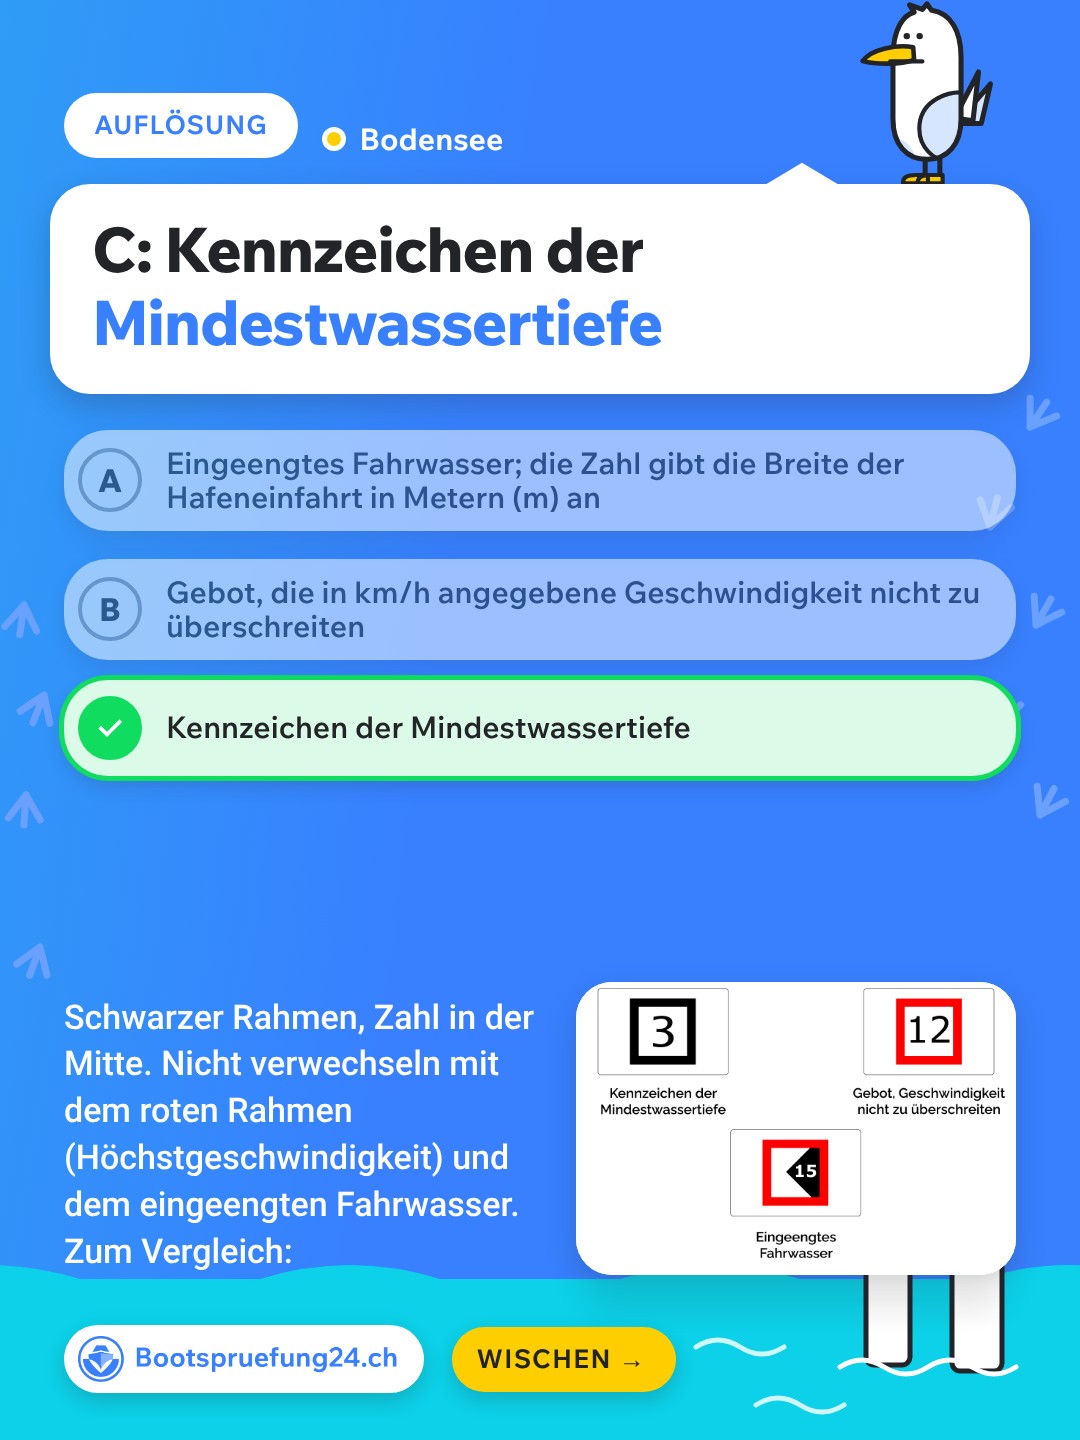 AUFLÖSUNG
Bodensee
C: Kennzeichen der
Mindestwassertiefe
A
Eingeengtes Fahrwasser; die Zahl gibt die Breite der
Hafeneinfahrt in Metern (m) an
B
Gebot, die in km/h angegebene Geschwindigkeit nicht zu
überschreiten
Kennzeichen der Mindestwassertiefe
Schwarzer Rahmen, Zahl in der
Mitte. Nicht verwechseln mit
dem roten Rahmen
(Höchstgeschwindigkeit) und
dem eingeengten Fahrwasser.
Zum Vergleich:
3
Kennzeichen der
Mindestwassertiefe
12
Gebot, Geschwindigkeit
nicht zu überschreiten
15
Eingeengtes
Fahrwasser
Bootspruefung24.ch
WISCHEN →